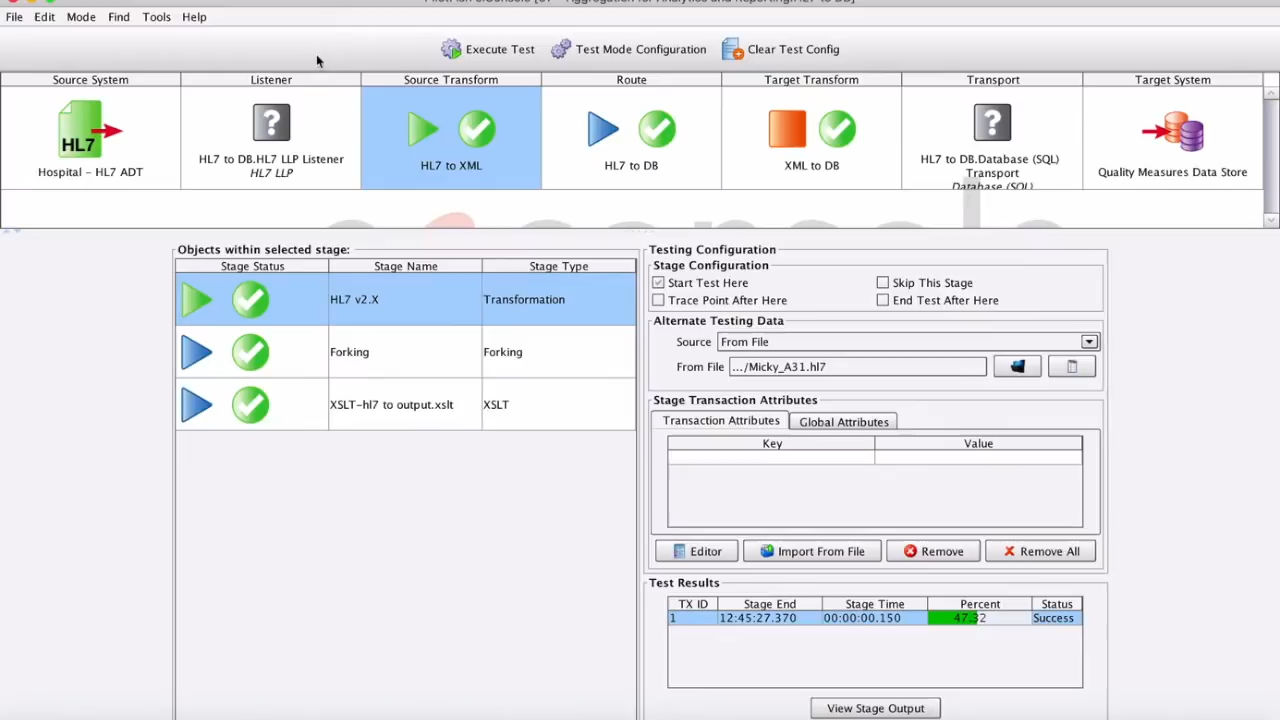 File Edit Mode Find Tools Help
Execute Test Test Mode Configuration Clear Test Config
Source System Listener Source Transform Route Target Transform Transport Target System
HL7
Hospital - HL7 ADT
?
HL7 to DB.HL7 LLP Listener
HL7 LLP
HL7 to XML
HL7 to DB
XML to DB
?
HL7 to DB.Database (SQL)
Transport
Database (SQL)
Quality Measures Data Store
Objects within selected stage:
Stage Status Stage Name Stage Type
HL7 v2.X Transformation
Forking Forking
XSLT-hl7 to output.xslt XSLT
Testing Configuration
Stage Configuration
Start Test Here Skip This Stage
Trace Point After Here End Test After Here
Alternate Testing Data
Source From File
From File .../Micky_A31.hl7
Stage Transaction Attributes
Transaction Attributes Global Attributes
Key Value
Editor Import From File Remove Remove All
Test Results
TX ID Stage End Stage Time Percent Status
1 12:45:27.370 00:00:00.150 47.32 Success
View Stage Output